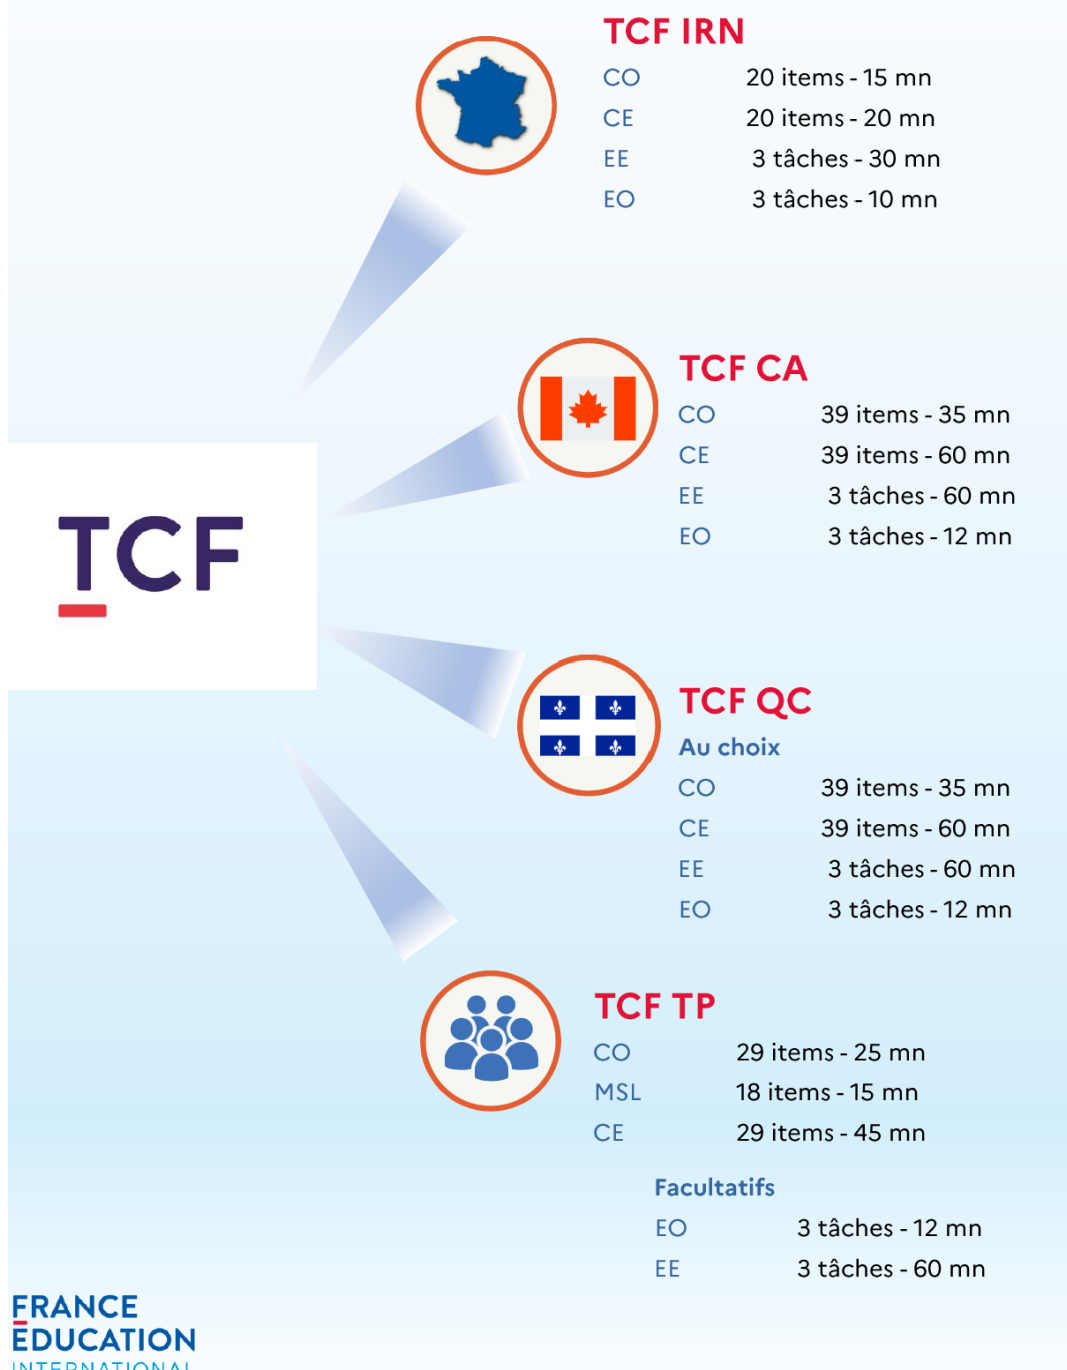 TCF IRN
CO 20 items - 15 mn
CE 20 items - 20 mn
EE 3 tâches - 30 mn
EO 3 tâches - 10 mn
TCF CA
CO 39 items - 35 mn
CE 39 items - 60 mn
EE 3 tâches - 60 mn
EO 3 tâches - 12 mn
TCF
TCF QC
Au choix
CO 39 items - 35 mn
CE 39 items - 60 mn
EE 3 tâches - 60 mn
EO 3 tâches - 12 mn
TCF TP
CO 29 items - 25 mn
MSL 18 items - 15 mn
CE 29 items - 45 mn
Facultatifs
EO 3 tâches - 12 mn
EE 3 tâches - 60 mn
FRANCE
EDUCATION
INTERNATIONAL